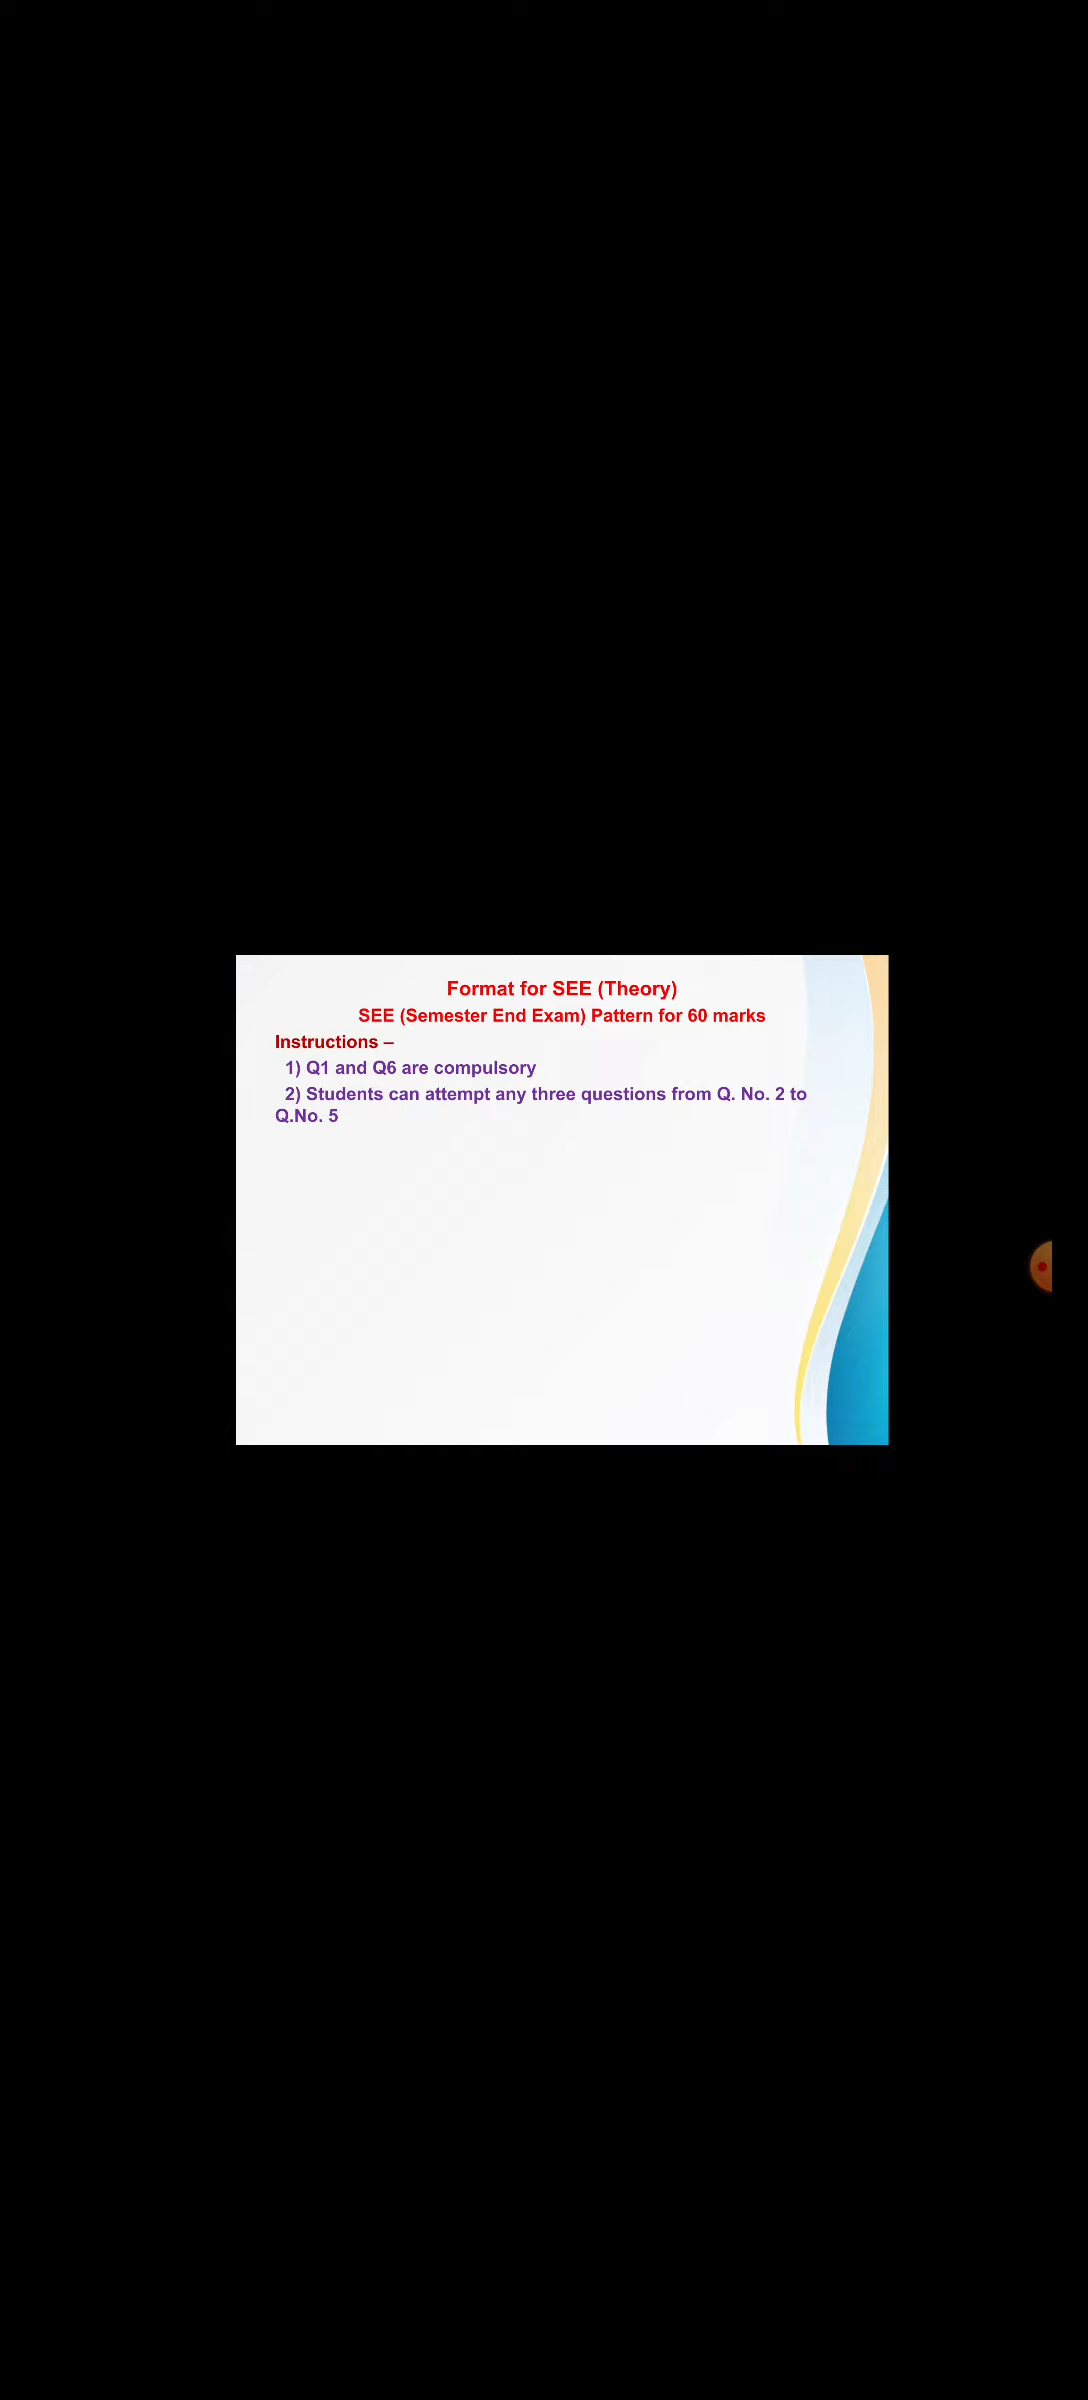 Format for SEE (Theory)
SEE (Semester End Exam) Pattern for 60 marks
Instructions –
1) Q1 and Q6 are compulsory
2) Students can attempt any three questions from Q. No. 2 to
Q.No. 5